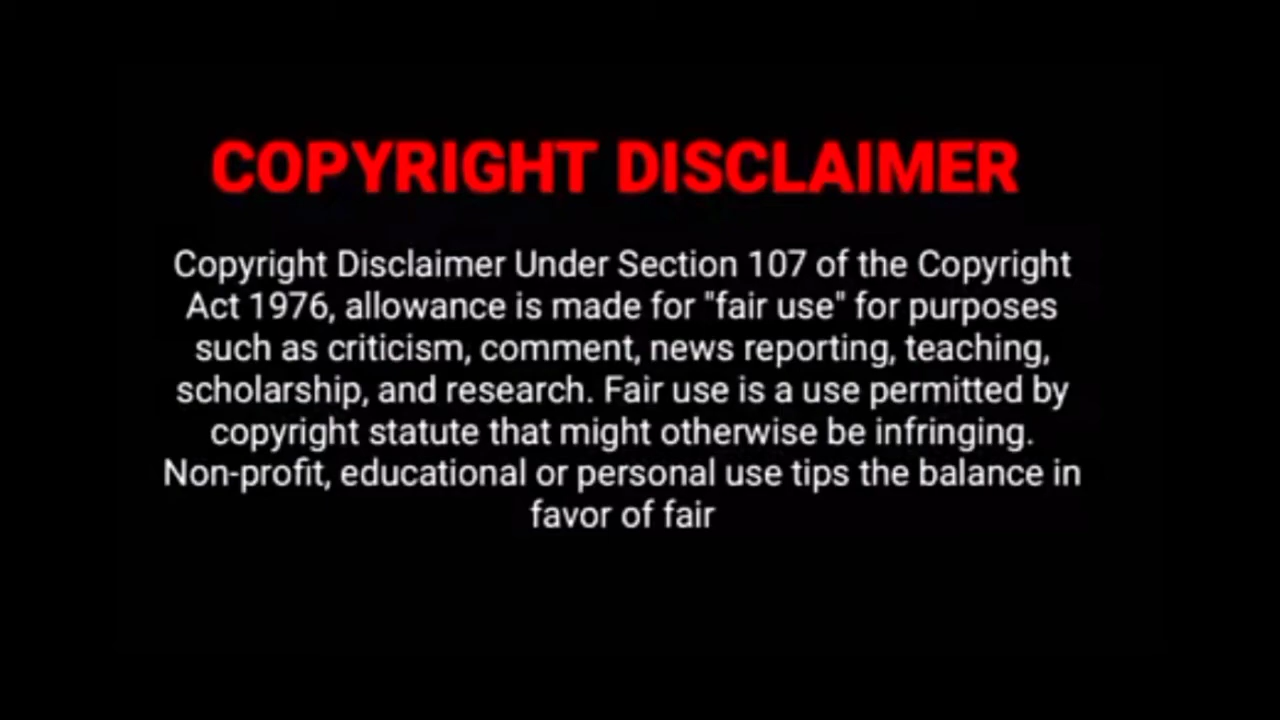 COPYRIGHT DISCLAIMER
Copyright Disclaimer Under Section 107 of the Copyright
Act 1976, allowance is made for "fair use" for purposes
such as criticism, comment, news reporting, teaching,
scholarship, and research. Fair use is a use permitted by
copyright statute that might otherwise be infringing.
Non-profit, educational or personal use tips the balance in
favor of fair